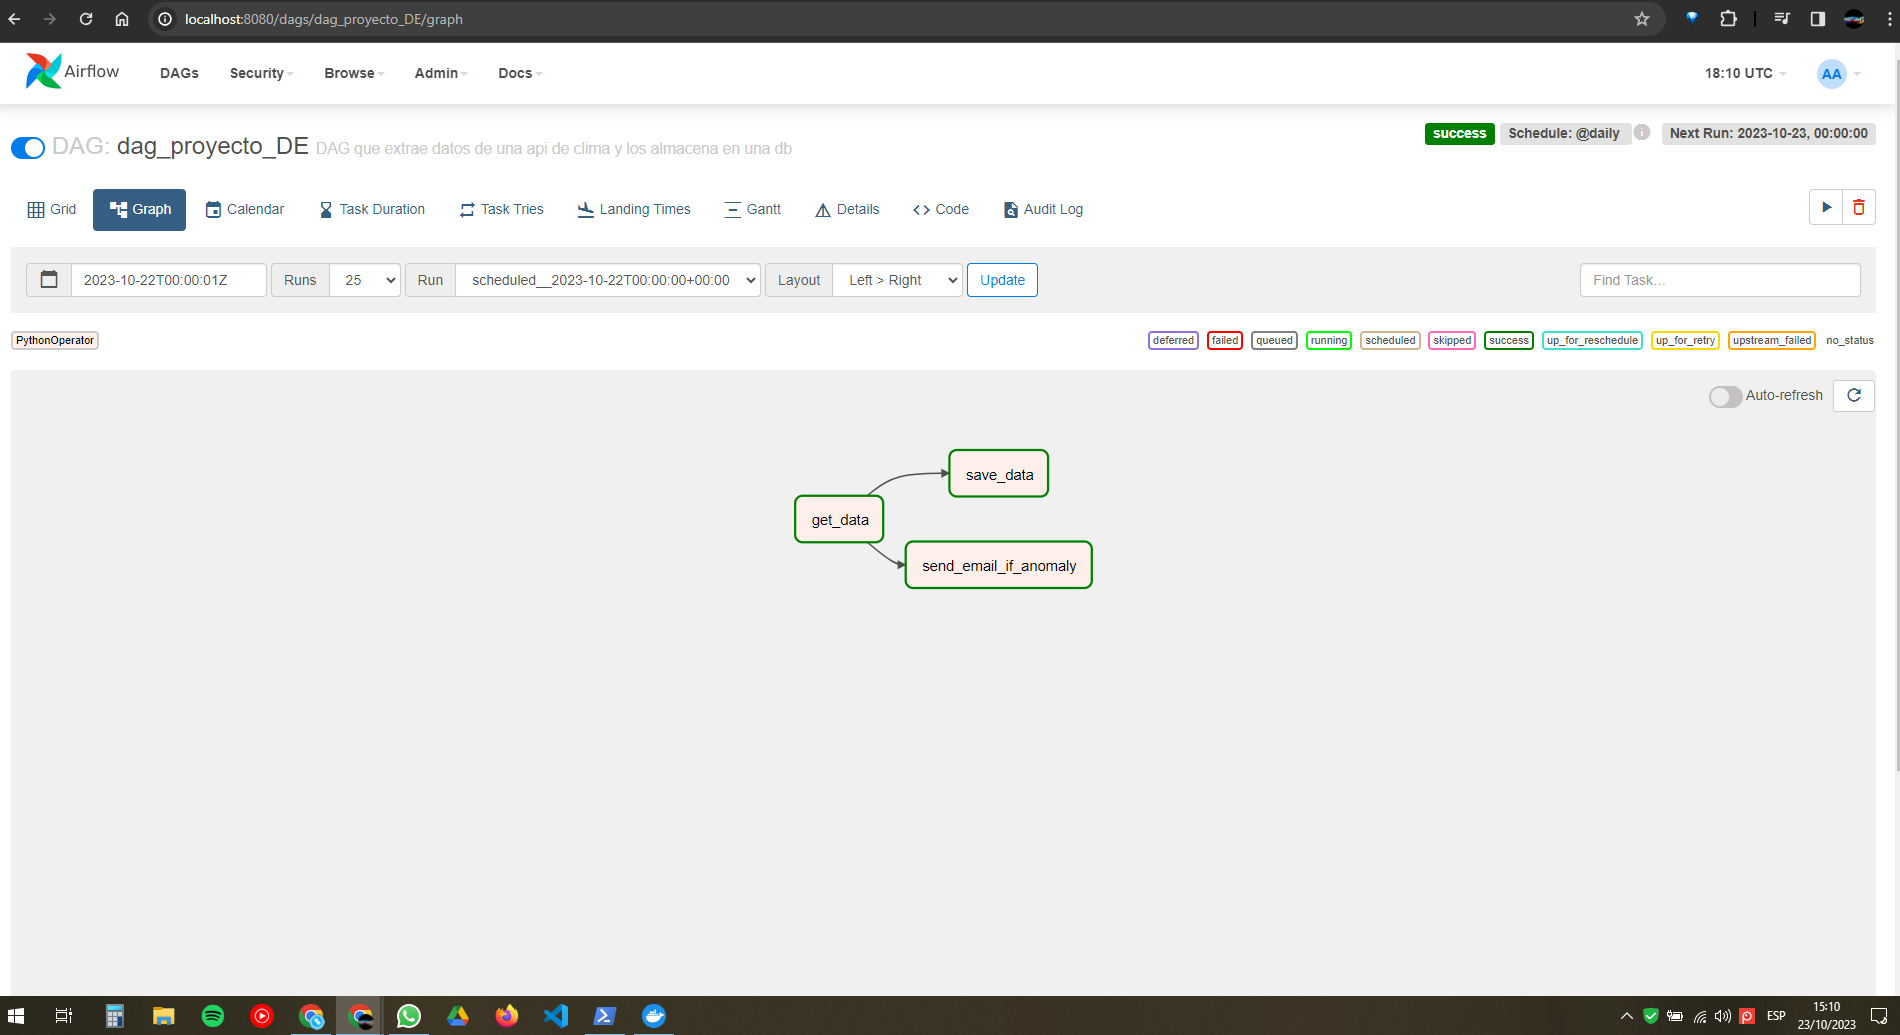 localhost:8080/dags/dag_proyecto_DE/graph
Airflow DAGs Security Browse Admin Docs 18:10 UTC AA
DAG: dag_proyecto_DE DAG que extrae datos de una api de clima y los almacena en una db success Schedule: @daily i Next Run: 2023-10-23, 00:00:00
Grid Graph Calendar Task Duration Task Tries Landing Times Gantt Details Code Audit Log
2023-10-22T00:00:01Z Runs 25 Run scheduled__2023-10-22T00:00:00+00:00 Layout Left > Right Update Find Task...
PythonOperator deferred failed queued running scheduled skipped success up_for_reschedule up_for_retry upstream_failed no_status
Auto-refresh
save_data
get_data
send_email_if_anomaly
ESP 15:10
23/10/2023